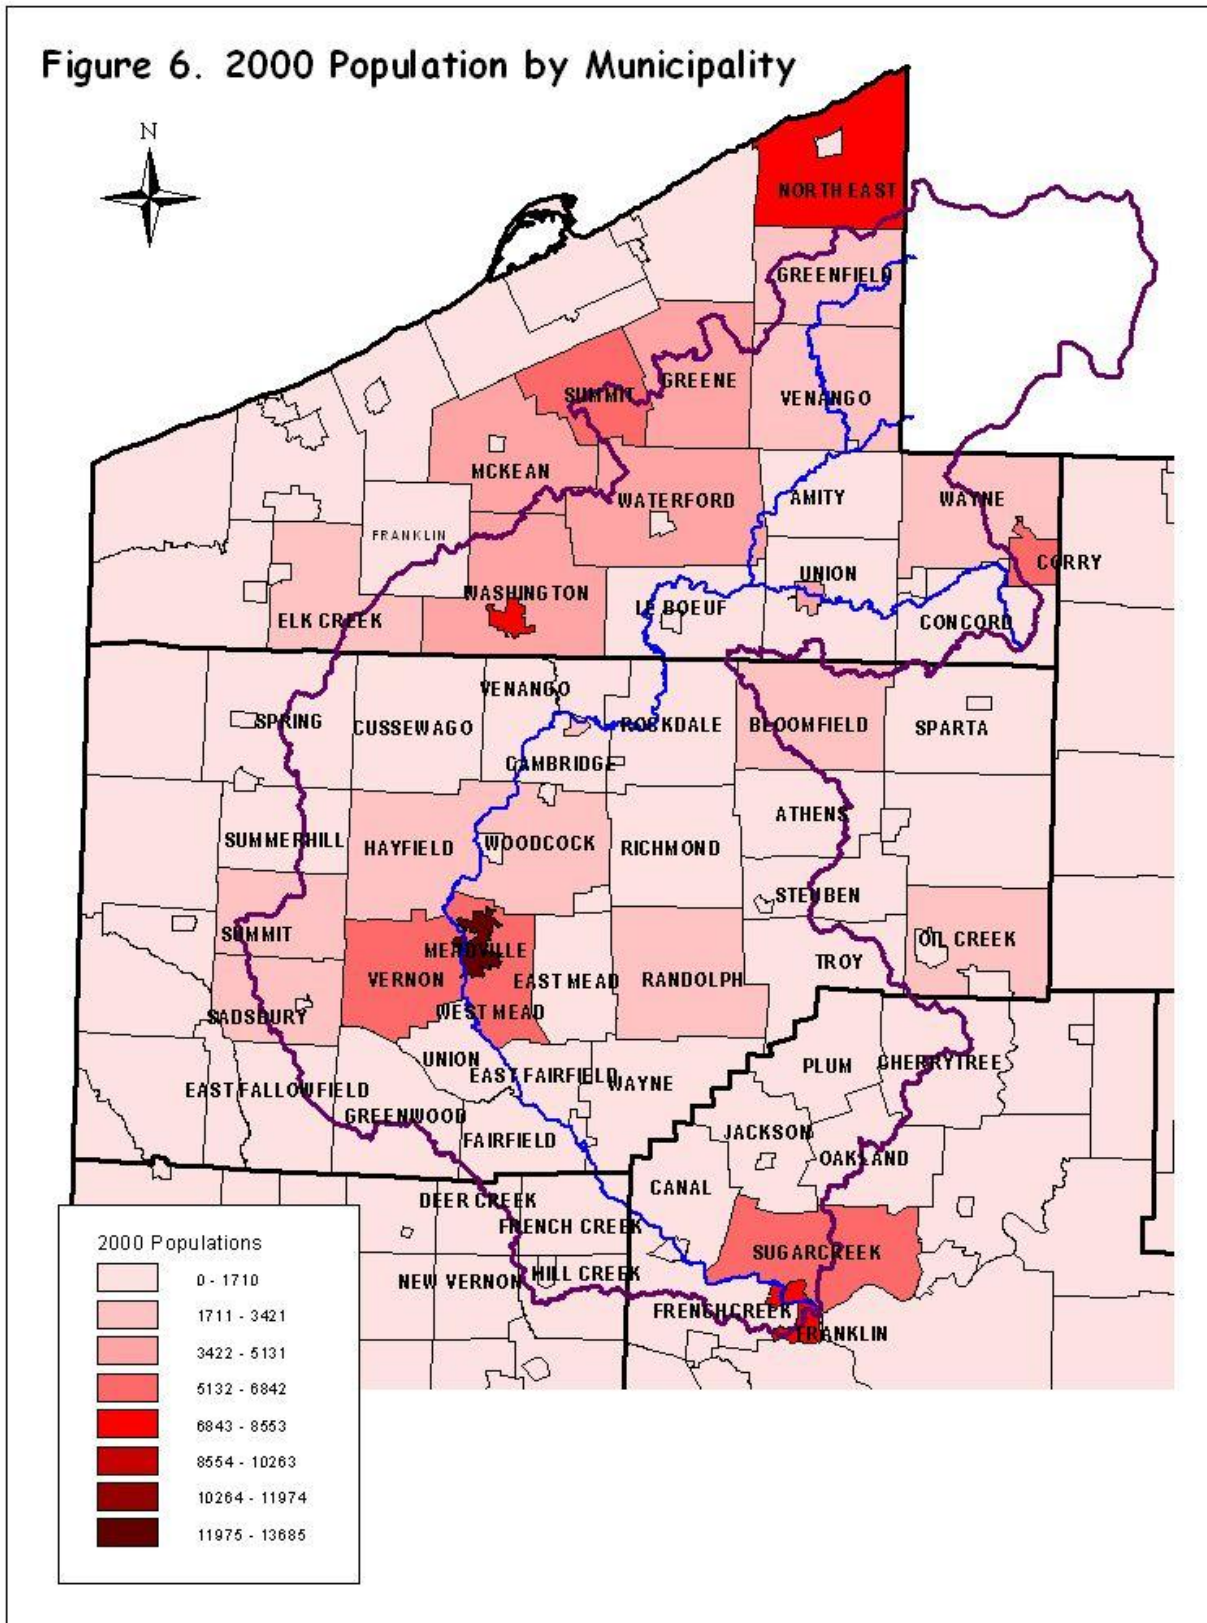 Figure 6. 2000 Population by Municipality
N
NORTH EAST
GREENFIELD
GREENE
SUMMIT
VENANGO
MCKEAN
WATERFORD
AMITY
WAYNE
FRANKLIN
CORRY
UNION
WASHINGTON
LE BOEUF
ELK CREEK
CONCORD
VENANGO
SPRING
CUSSEWAGO
ROCKDALE
BLOOMFIELD
SPARTA
CAMBRIDGE
ATHENS
SUMMERHILL
HAYFIELD
WOODCOCK
RICHMOND
STEUBEN
SUMMIT
OIL CREEK
MEADVILLE
VERNON
EAST MEAD
RANDOLPH
TROY
SADSBURY
WEST MEAD
UNION
EAST FAIRFIELD
WAYNE
PLUM
CHERRYTREE
EAST FALLOWFIELD
GREENWOOD
FAIRFIELD
JACKSON
OAKLAND
CANAL
DEER CREEK
FRENCH CREEK
SUGARCREEK
NEW VERNON
MILL CREEK
FRENCHCREEK
FRANKLIN
2000 Populations
0 - 1710
1711 - 3421
3422 - 5131
5132 - 6842
6843 - 8553
8554 - 10263
10264 - 11974
11975 - 13685